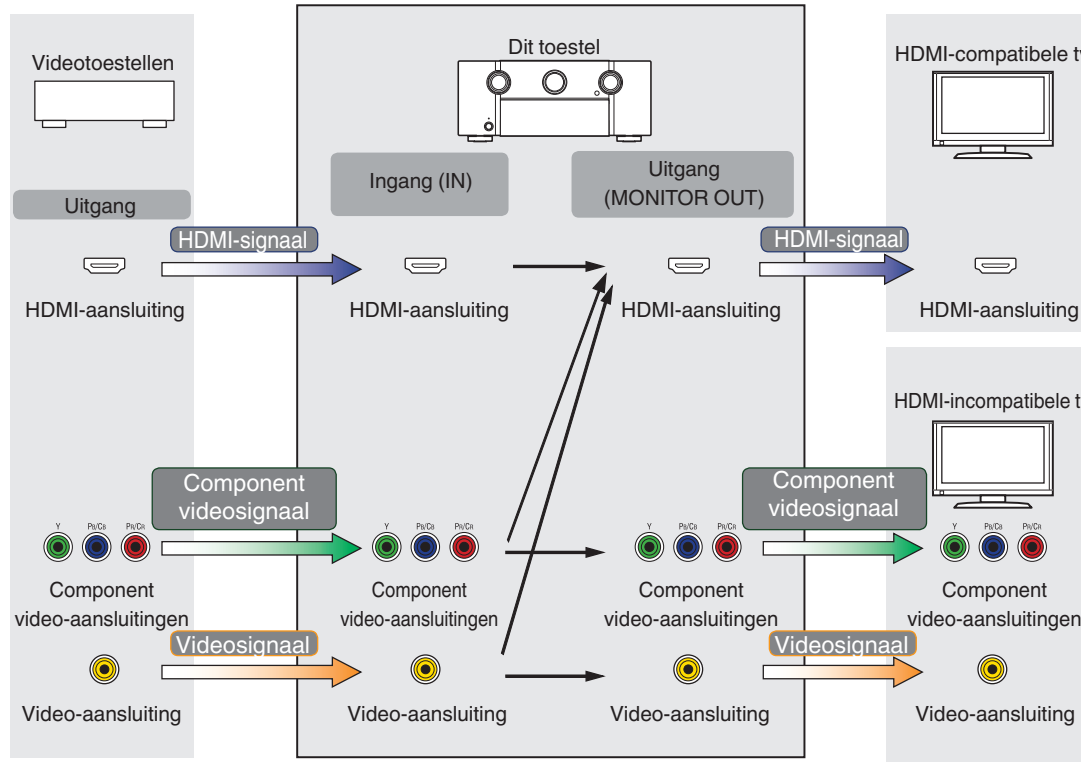 Videotoestellen
Dit toestel
HDMI-compatibele tv
Uitgang
Ingang (IN)
Uitgang
(MONITOR OUT)
HDMI-signaal
HDMI-signaal
HDMI-aansluiting
HDMI-aansluiting
HDMI-aansluiting
HDMI-aansluiting
HDMI-incompatibele t
Component
videosignaal
Component
videosignaal
Y PB/CB PR/CR
Y PB/CB PR/CR
Y PB/CB PR/CR
Y PB/CB PR/CR
Component
video-aansluitingen
Component
video-aansluitingen
Component
video-aansluitingen
Component
video-aansluitingen
Videosignaal
Videosignaal
Video-aansluiting
Video-aansluiting
Video-aansluiting
Video-aansluiting